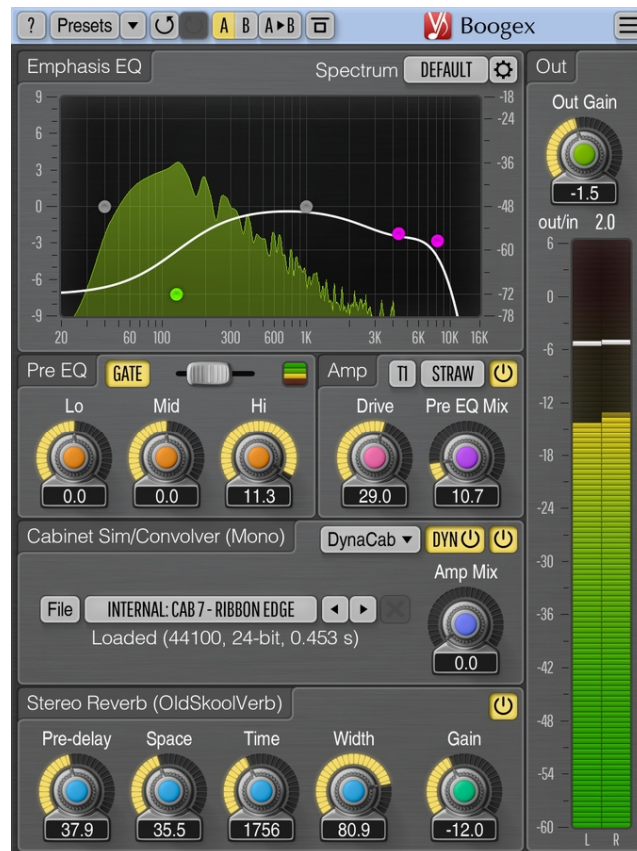 ? Presets A B A▸B Boogex
Emphasis EQ Spectrum DEFAULT Out
9 -18
-24
6
3 -36
0 -48
-3 -60
-6 -72
-9 -78
20 60 100 300 600 1K 3K 6K 10K 16K
Out Gain
-1.5
out/in 2.0
6
0
-6
-12
-18
-24
-30
-36
-42
-48
-54
-60
L R
Pre EQ GATE
Lo Mid Hi
0.0 0.0 11.3
Amp T1 STRAW
Drive Pre EQ Mix
29.0 10.7
Cabinet Sim/Convolver (Mono) DynaCab DYN
Amp Mix
File INTERNAL: CAB 7 - RIBBON EDGE
Loaded (44100, 24-bit, 0.453 s)
0.0
Stereo Reverb (OldSkoolVerb)
Pre-delay Space Time Width Gain
37.9 35.5 1756 80.9 -12.0